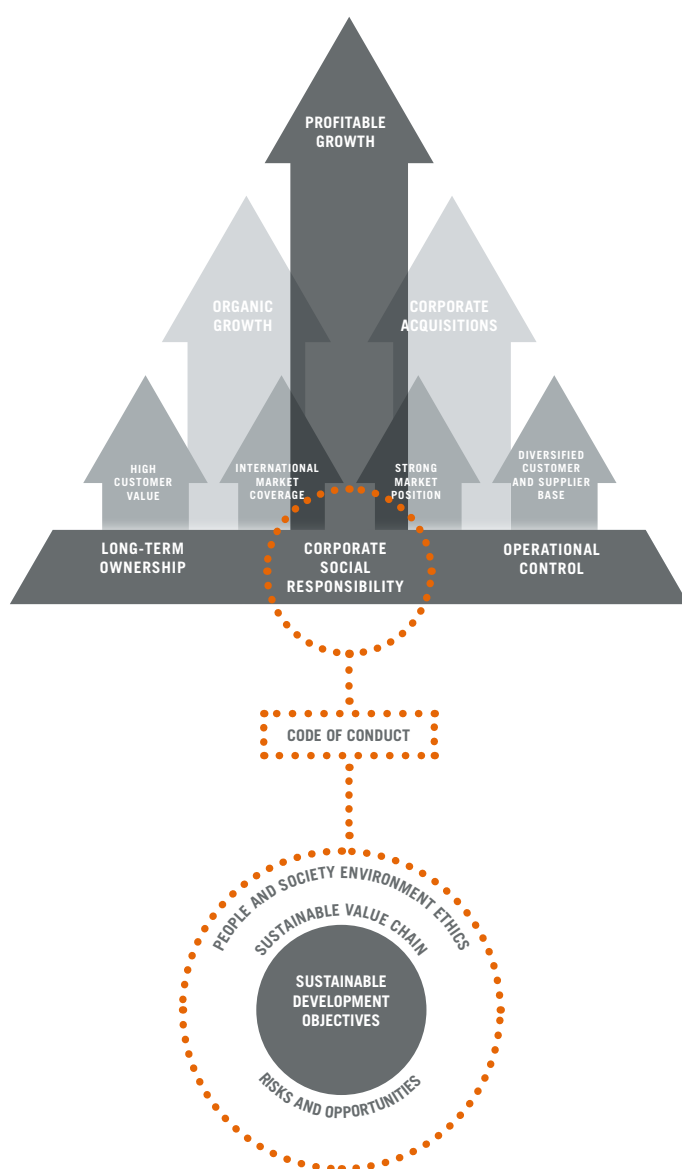 PROFITABLE
GROWTH
ORGANIC
GROWTH
CORPORATE
ACQUISITIONS
HIGH
CUSTOMER
VALUE
INTERNATIONAL
MARKET
COVERAGE
STRONG
MARKET
POSITION
DIVERSIFIED
CUSTOMER
AND SUPPLIER
BASE
LONG-TERM
OWNERSHIP
CORPORATE
SOCIAL
RESPONSIBILITY
OPERATIONAL
CONTROL
CODE OF CONDUCT
PEOPLE AND SOCIETY ENVIRONMENT ETHICS
SUSTAINABLE VALUE CHAIN
SUSTAINABLE
DEVELOPMENT
OBJECTIVES
RISKS AND OPPORTUNITIES